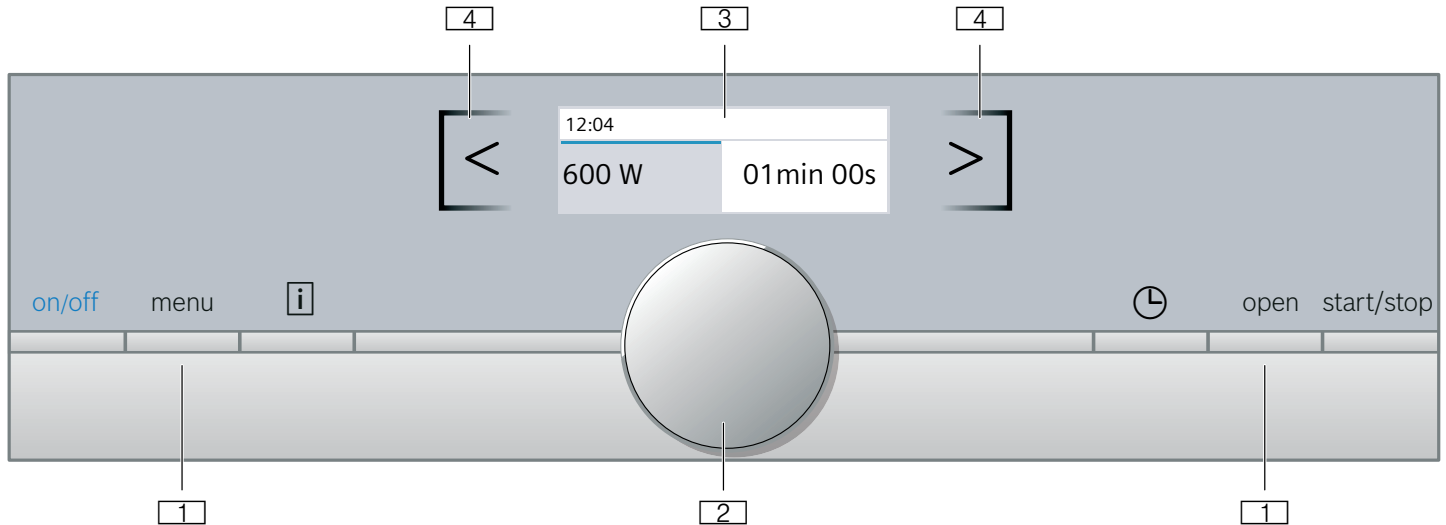 4 3 4
12:04
< 600 W 01min 00s >
on/off menu i open start/stop
1 2 1